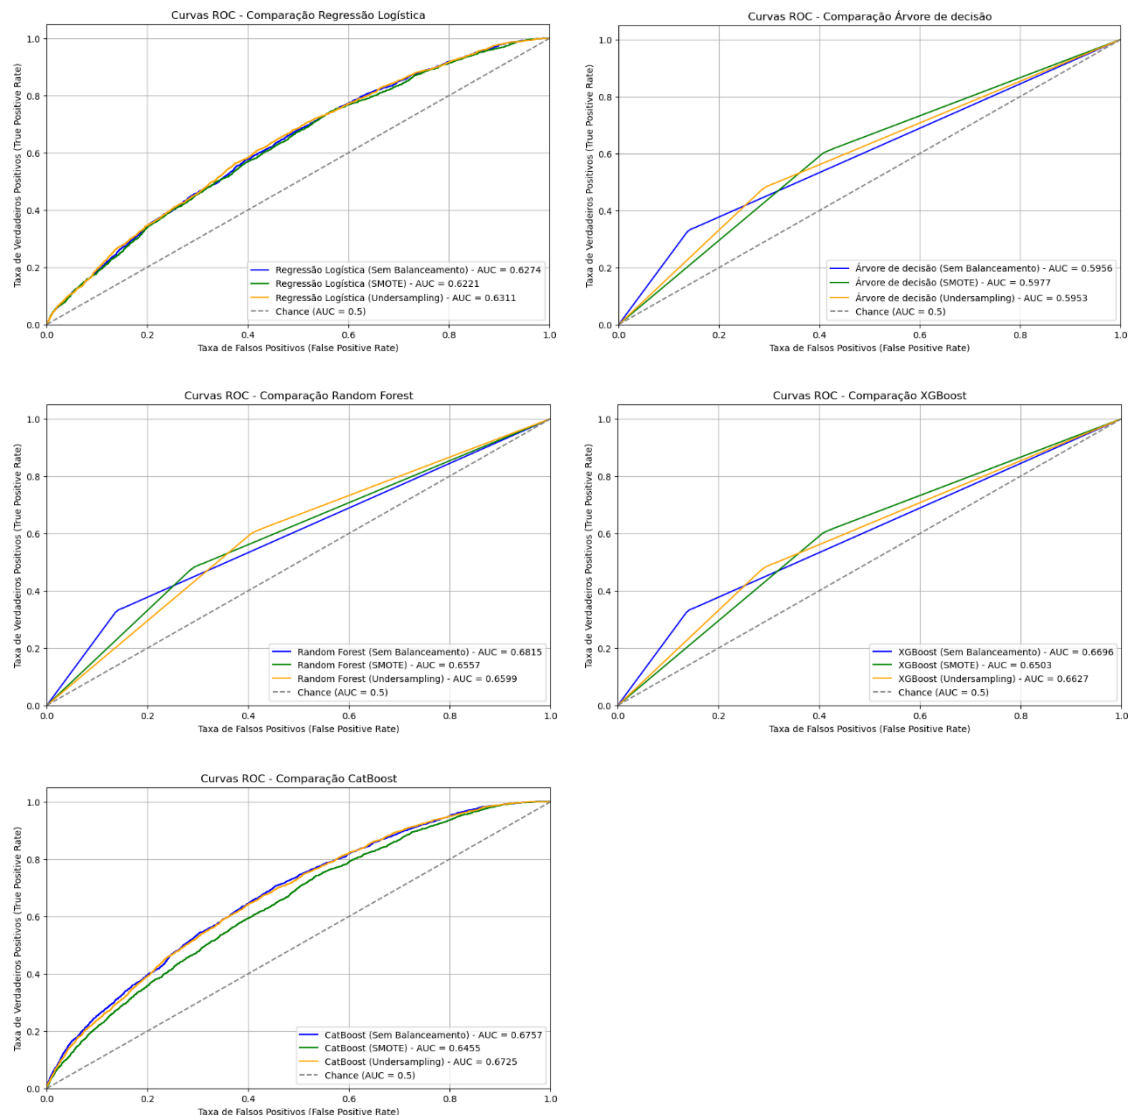 Curvas ROC - Comparação Regressão Logística
Taxa de Verdadeiros Positivos (True Positive Rate)
1.0
0.8
0.6
0.4
0.2
0.0
Regressão Logística (Sem Balanceamento) - AUC = 0.6274
Regressão Logística (SMOTE) - AUC = 0.6221
Regressão Logística (Undersampling) - AUC = 0.6311
Chance (AUC = 0.5)
0.0 0.2 0.4 0.6 0.8 1.0
Taxa de Falsos Positivos (False Positive Rate)
Curvas ROC - Comparação Árvore de decisão
Taxa de Verdadeiros Positivos (True Positive Rate)
1.0
0.8
0.6
0.4
0.2
0.0
Árvore de decisão (Sem Balanceamento) - AUC = 0.5956
Árvore de decisão (SMOTE) - AUC = 0.5977
Árvore de decisão (Undersampling) - AUC = 0.5953
Chance (AUC = 0.5)
0.0 0.2 0.4 0.6 0.8 1.0
Taxa de Falsos Positivos (False Positive Rate)
Curvas ROC - Comparação Random Forest
Taxa de Verdadeiros Positivos (True Positive Rate)
1.0
0.8
0.6
0.4
0.2
0.0
Random Forest (Sem Balanceamento) - AUC = 0.6815
Random Forest (SMOTE) - AUC = 0.6557
Random Forest (Undersampling) - AUC = 0.6599
Chance (AUC = 0.5)
0.0 0.2 0.4 0.6 0.8 1.0
Taxa de Falsos Positivos (False Positive Rate)
Curvas ROC - Comparação XGBoost
Taxa de Verdadeiros Positivos (True Positive Rate)
1.0
0.8
0.6
0.4
0.2
0.0
XGBoost (Sem Balanceamento) - AUC = 0.6696
XGBoost (SMOTE) - AUC = 0.6503
XGBoost (Undersampling) - AUC = 0.6627
Chance (AUC = 0.5)
0.0 0.2 0.4 0.6 0.8 1.0
Taxa de Falsos Positivos (False Positive Rate)
Curvas ROC - Comparação CatBoost
Taxa de Verdadeiros Positivos (True Positive Rate)
1.0
0.8
0.6
0.4
0.2
0.0
CatBoost (Sem Balanceamento) - AUC = 0.6757
CatBoost (SMOTE) - AUC = 0.6455
CatBoost (Undersampling) - AUC = 0.6725
Chance (AUC = 0.5)
0.0 0.2 0.4 0.6 0.8 1.0
Taxa de Falsos Positivos (False Positive Rate)